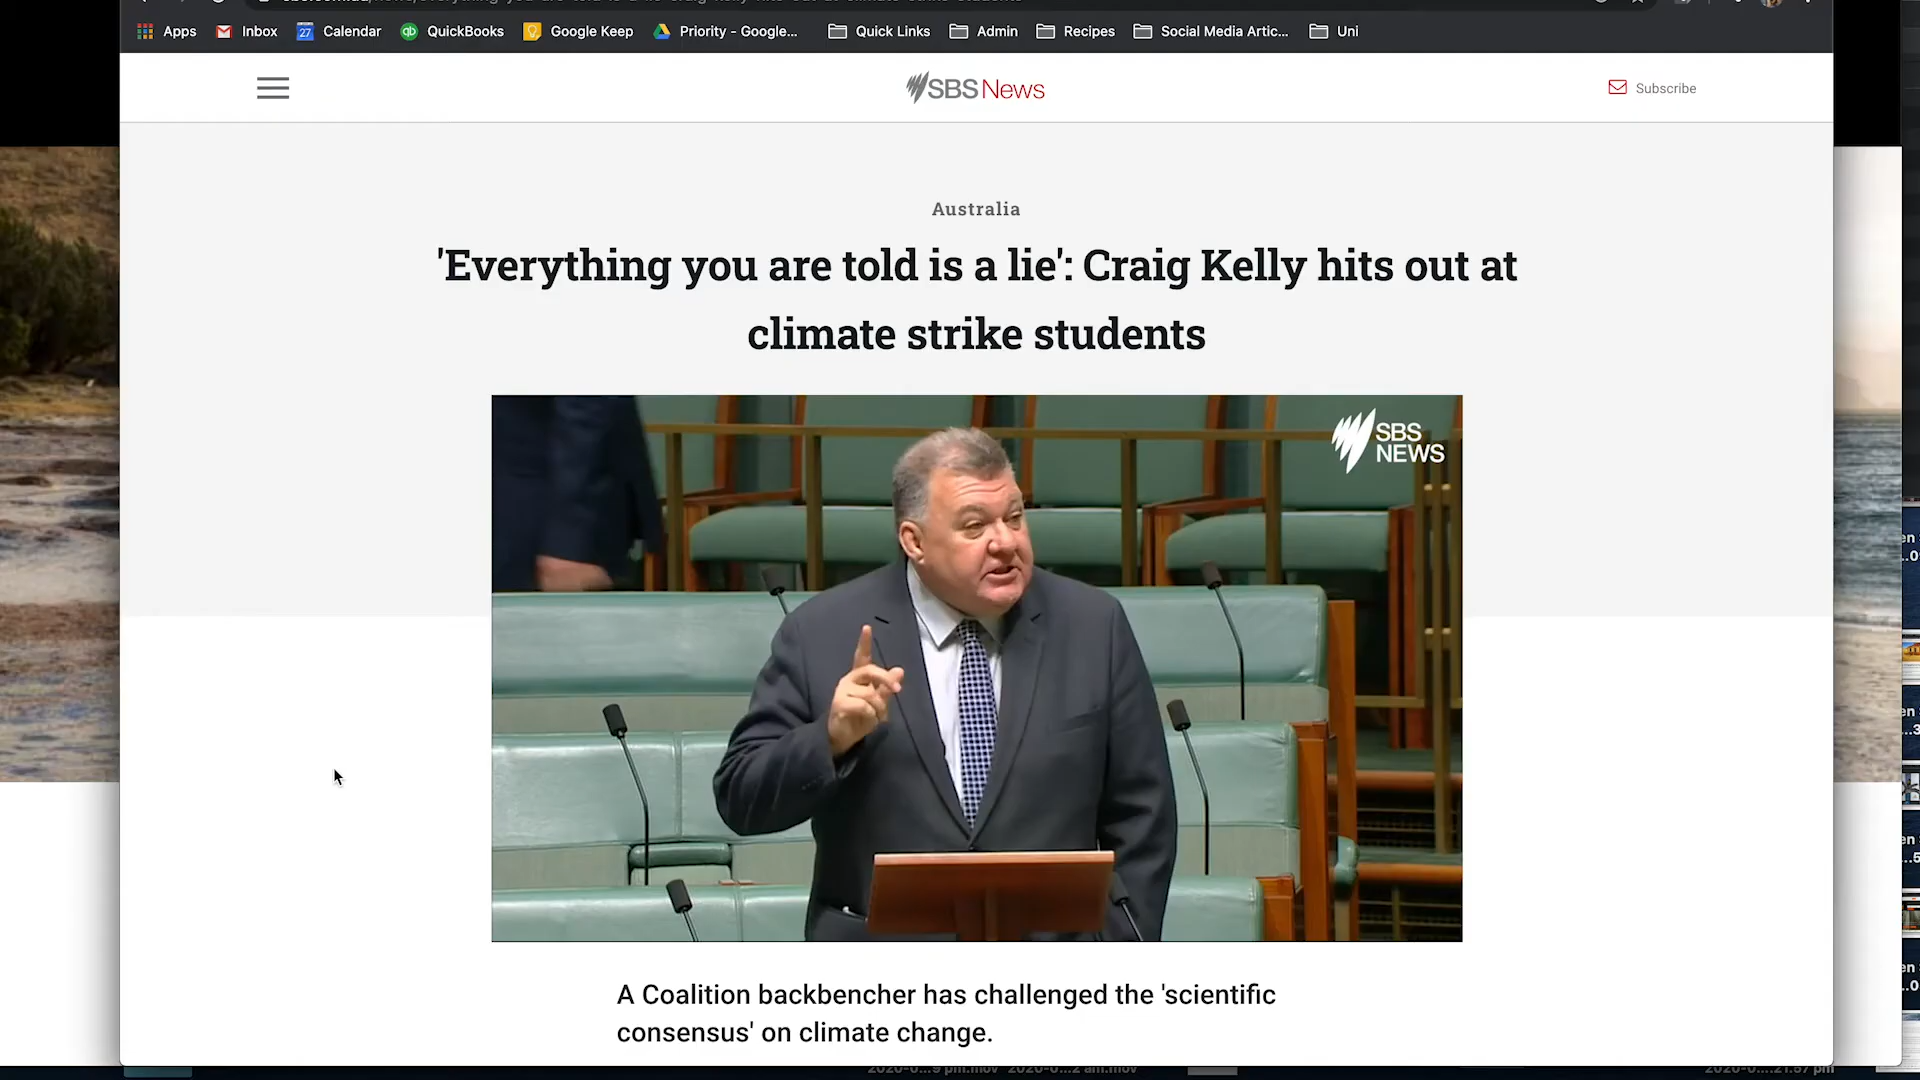 Apps Inbox 27 Calendar qb QuickBooks Google Keep Priority - Google... Quick Links Admin Recipes Social Media Artic... Uni
SBS News
Subscribe
Australia
'Everything you are told is a lie': Craig Kelly hits out at
climate strike students
SBS
NEWS
A Coalition backbencher has challenged the 'scientific
consensus' on climate change.